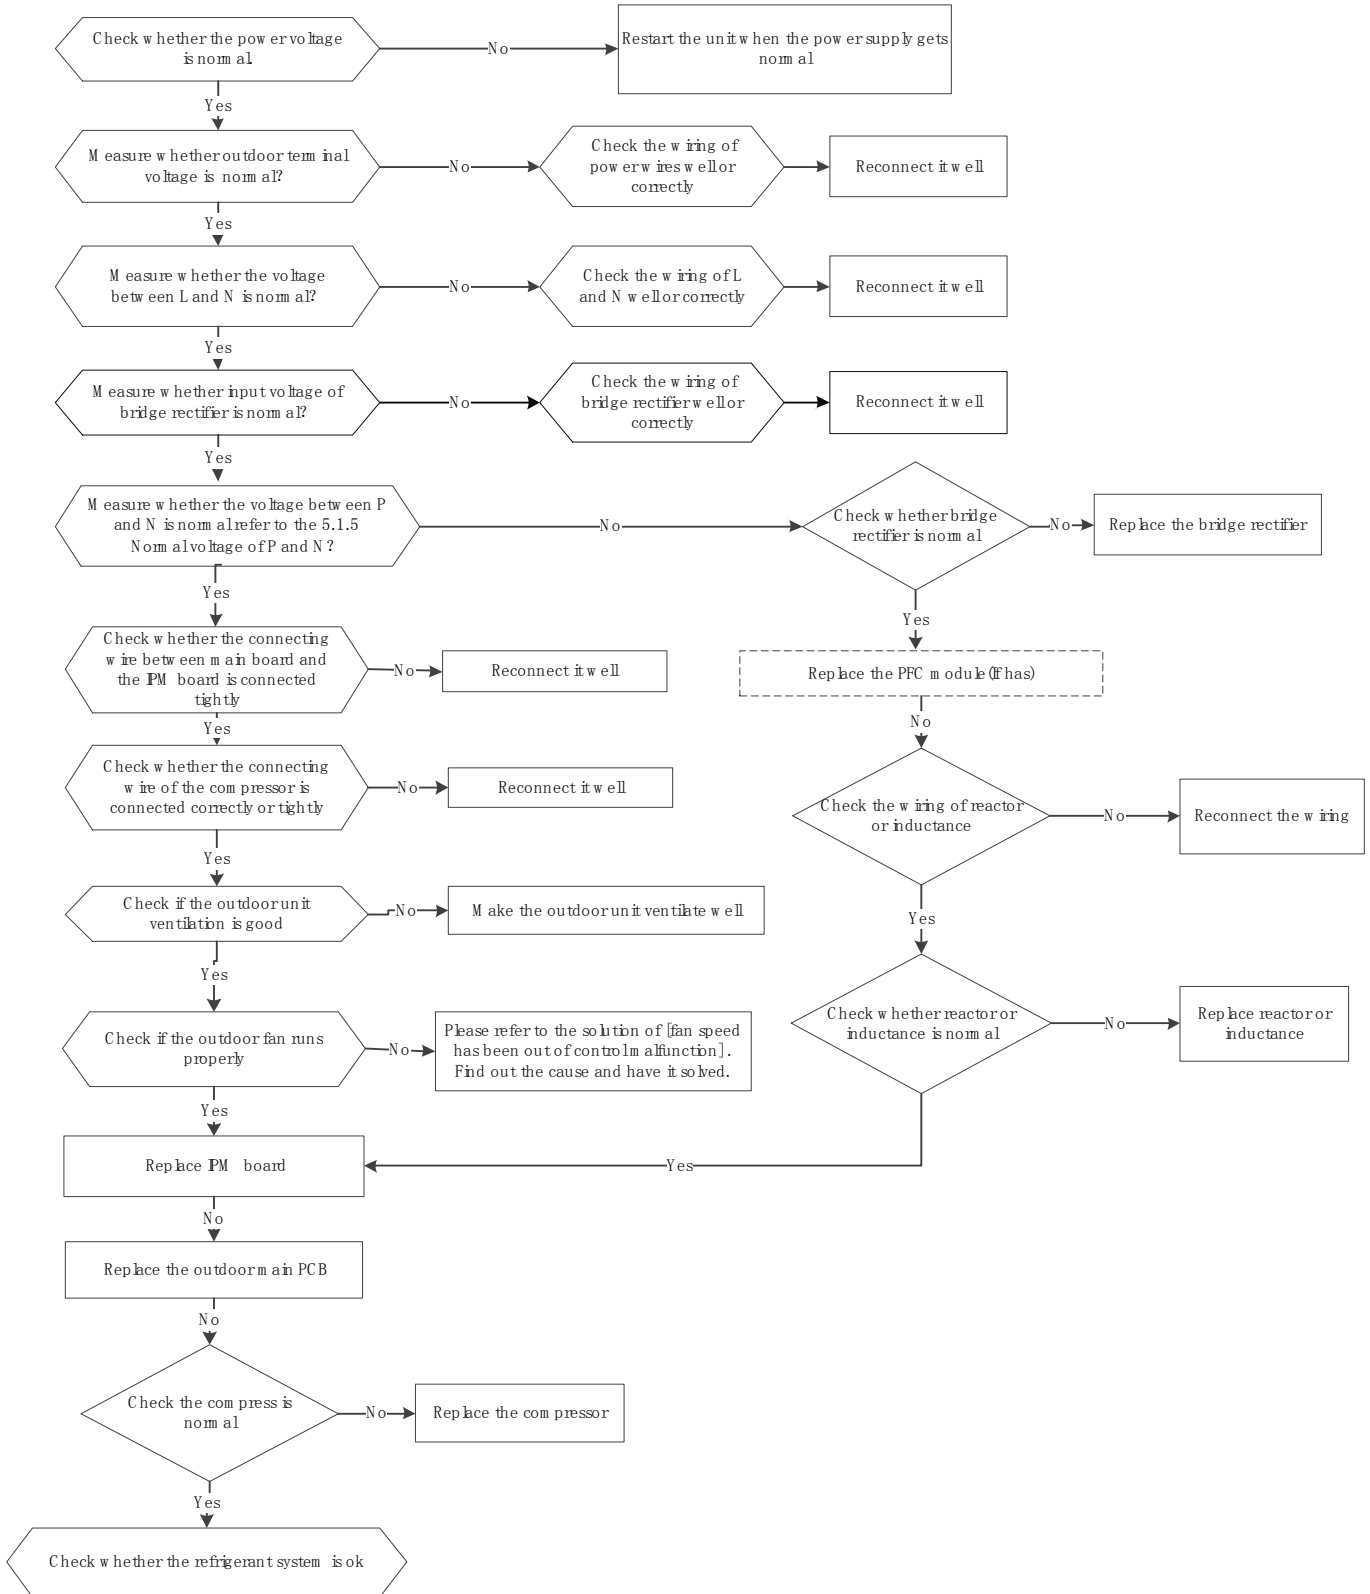 Check whether the power voltage
is normal.
No
Restart the unit when the power supply gets
normal
Yes
Measure whether outdoor terminal
voltage is normal?
No
Check the wiring of
power wires well or
correctly
Reconnect it well
Yes
Measure whether the voltage
between L and N is normal?
No
Check the wiring of L
and N well or correctly
Reconnect it well
Yes
Measure whether input voltage of
bridge rectifier is normal?
No
Check the wiring of
bridge rectifier well or
correctly
Reconnect it well
Yes
Measure whether the voltage between P
and N is normal refer to the 5.1.5
Normal voltage of P and N?
No
Check whether bridge
rectifier is normal
No
Replace the bridge rectifier
Yes
Yes
Check whether the connecting
wire between main board and
the IPM board is connected
tightly
No
Reconnect it well
Replace the PFC module(If has)
Yes
No
Check whether the connecting
wire of the compressor is
connected correctly or tightly
No
Reconnect it well
Check the wiring of reactor
or inductance
No
Reconnect the wiring
Yes
Check if the outdoor unit
ventilation is good
No
Make the outdoor unit ventilate well
Yes
Yes
Check if the outdoor fan runs
properly
No
Please refer to the solution of [fan speed
has been out of control malfunction].
Find out the cause and have it solved.
Check whether reactor or
inductance is normal
No
Replace reactor or
inductance
Yes
Replace IPM board
Yes
No
Replace the outdoor main PCB
No
Check the compress is
normal
No
Replace the compressor
Yes
Check whether the refrigerant system is ok